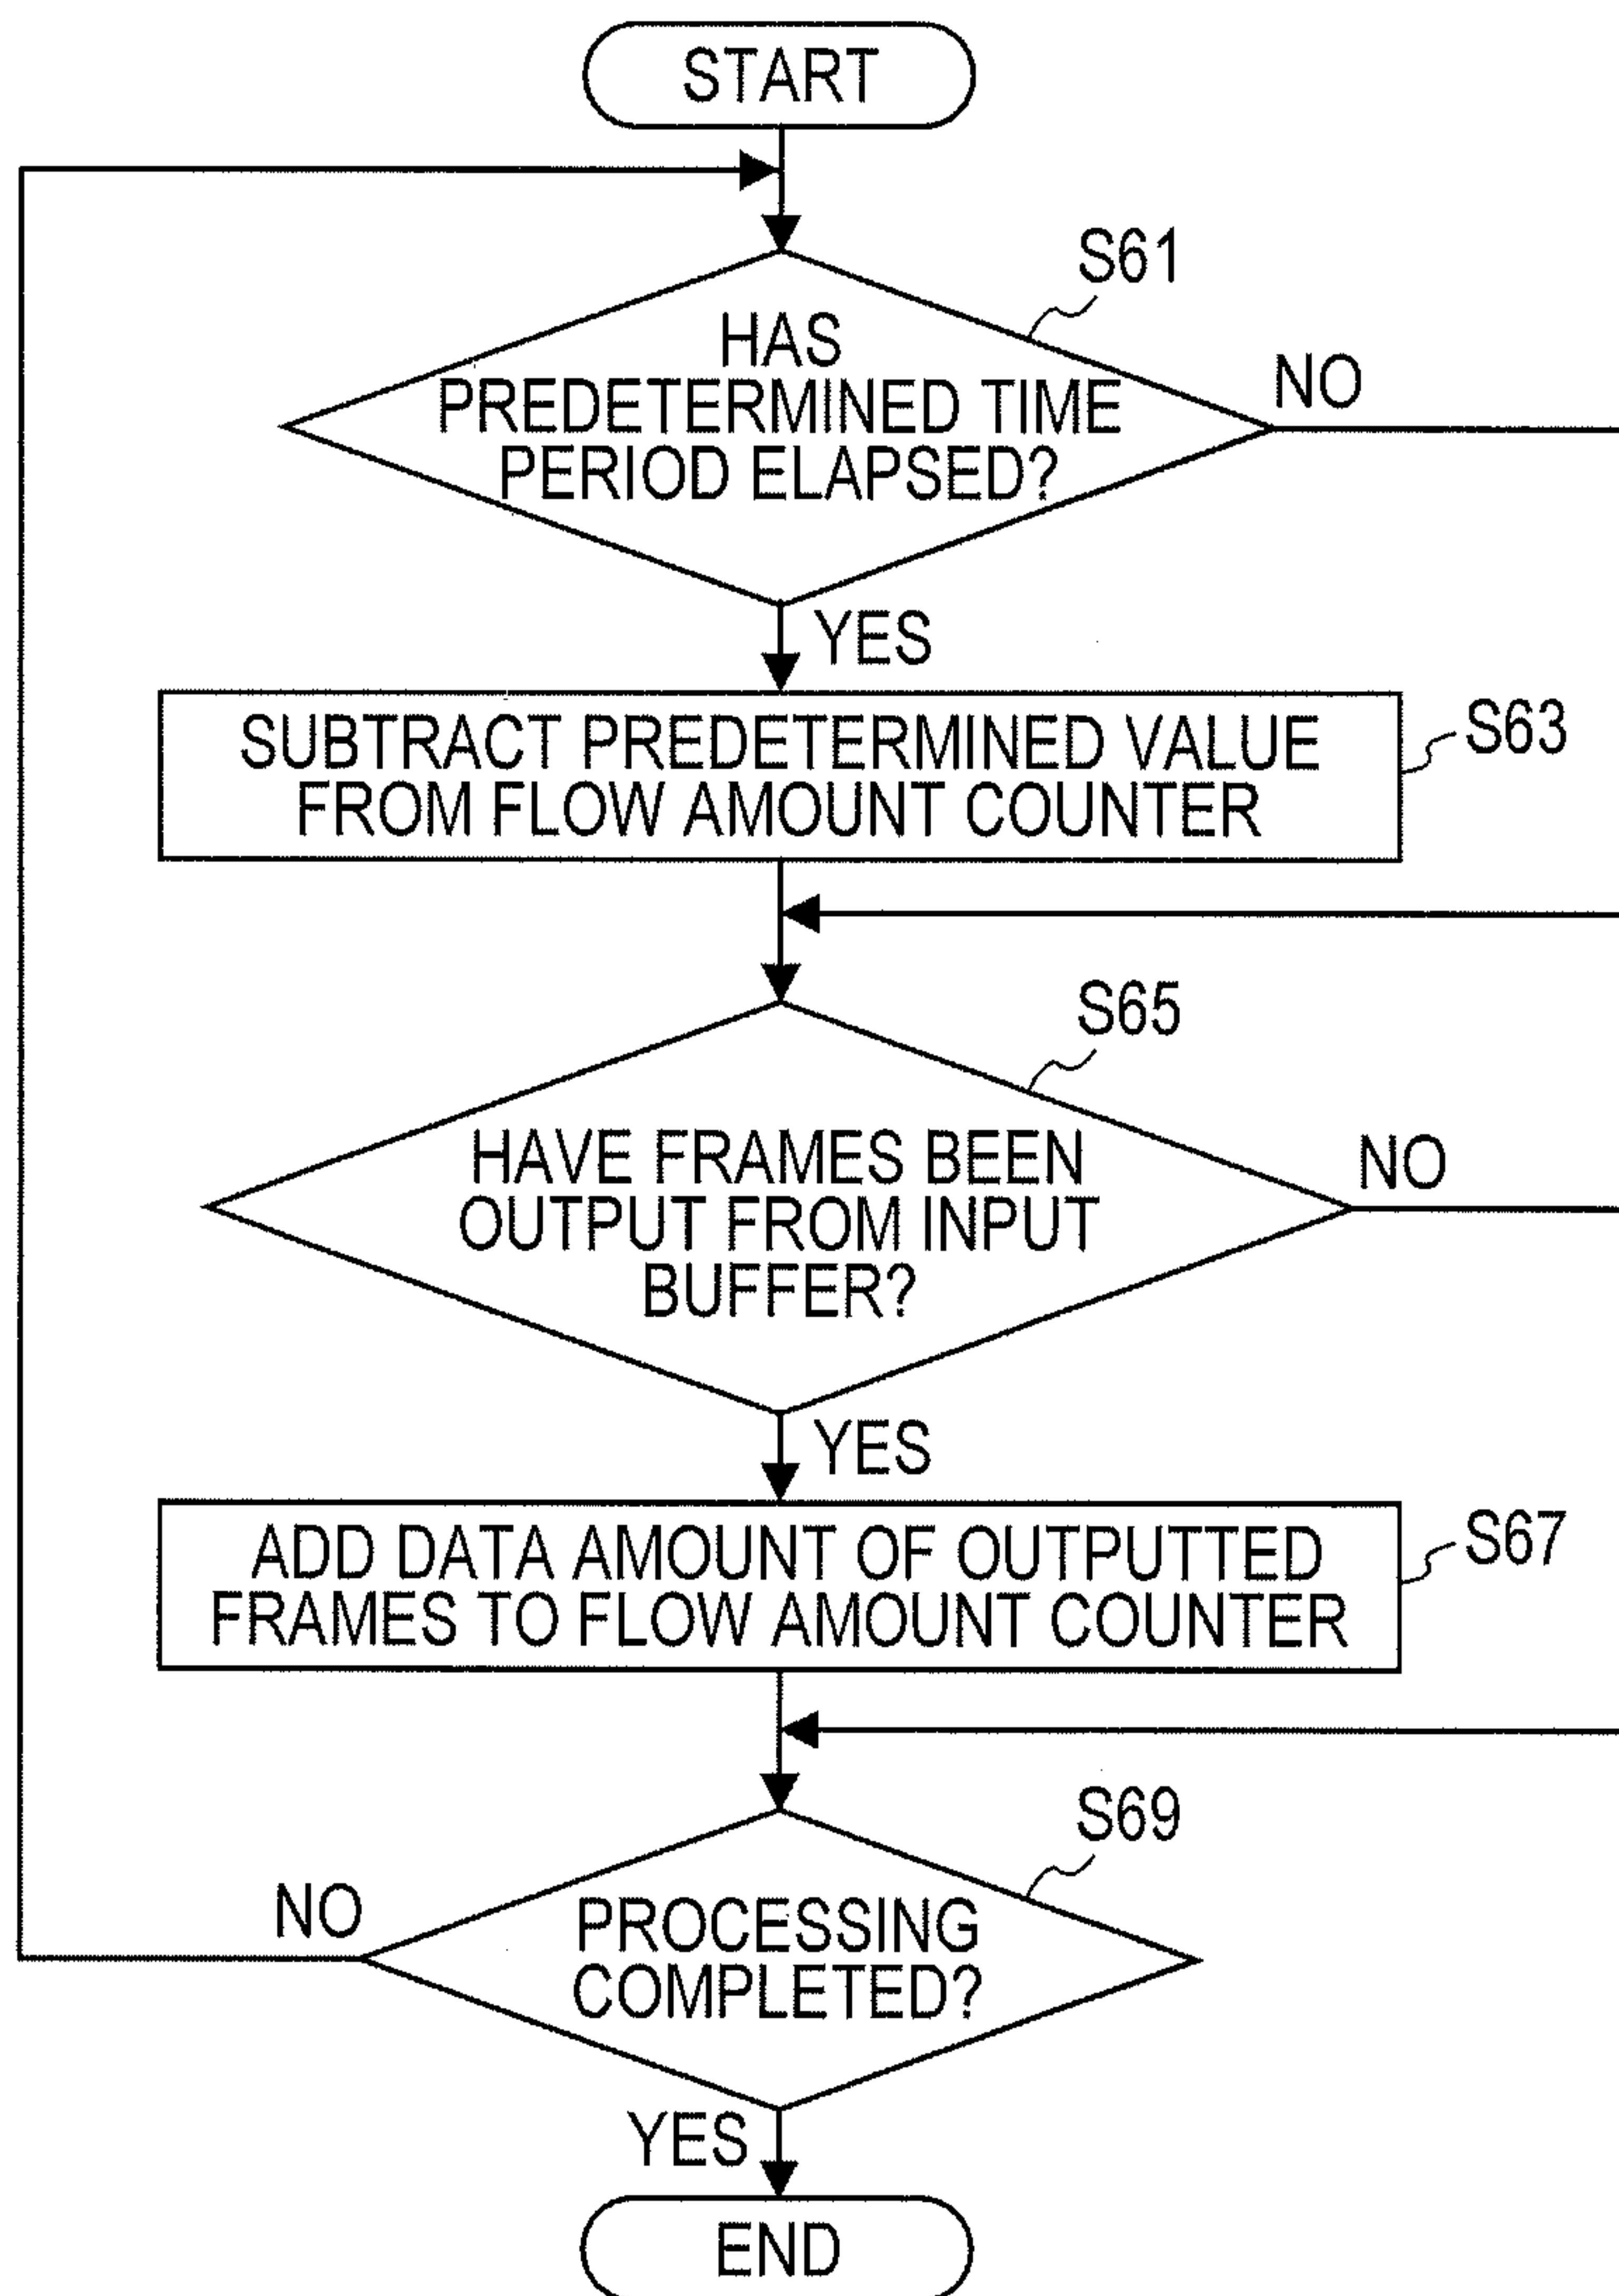 START
S61
HAS
PREDETERMINED TIME
PERIOD ELAPSED?
NO
YES
SUBTRACT PREDETERMINED VALUE
FROM FLOW AMOUNT COUNTER
S63
S65
HAVE FRAMES BEEN
OUTPUT FROM INPUT
BUFFER?
NO
YES
ADD DATA AMOUNT OF OUTPUTTED
FRAMES TO FLOW AMOUNT COUNTER
S67
S69
NO
PROCESSING
COMPLETED?
YES
END